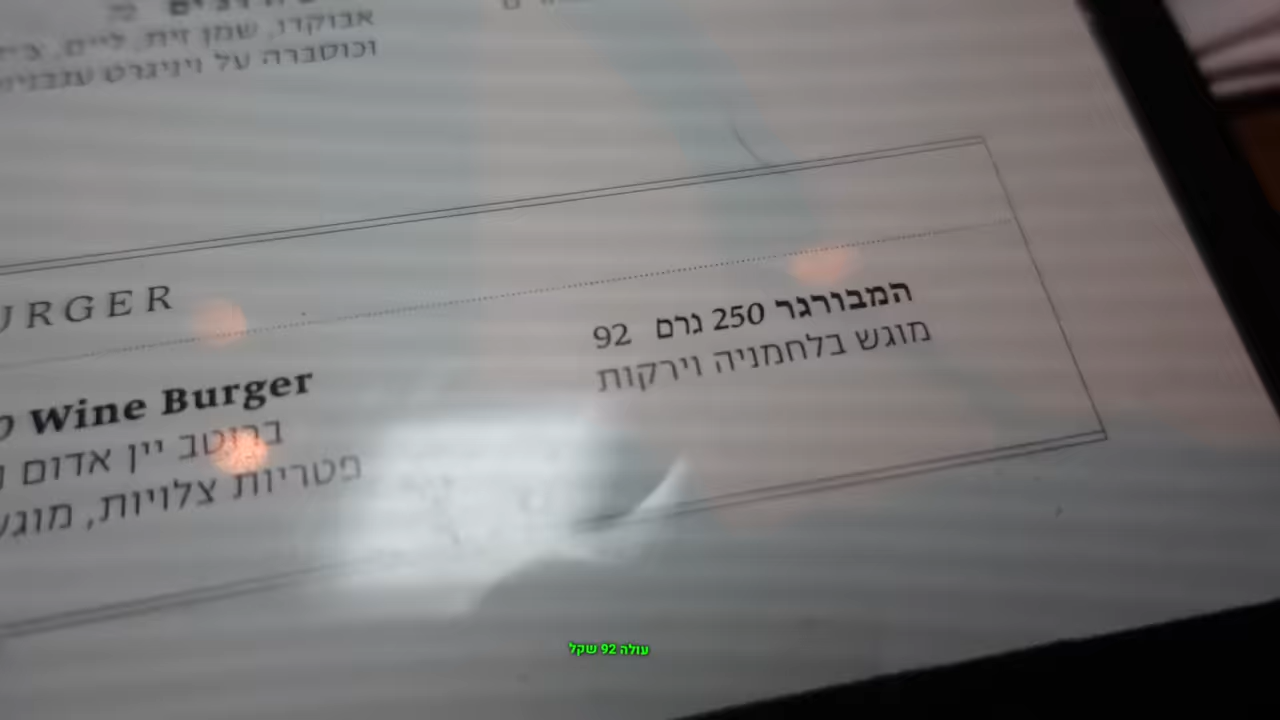 אבוקדו, שמן זית, ליים,
וכוסברה על ויניגרט
URGER
המבורגר 250 גרם 92
מוגש בלחמניה וירקות
Wine Burger
ברוטב יין אדום
פטריות צלויות, מוגש
עולה 92 שקל